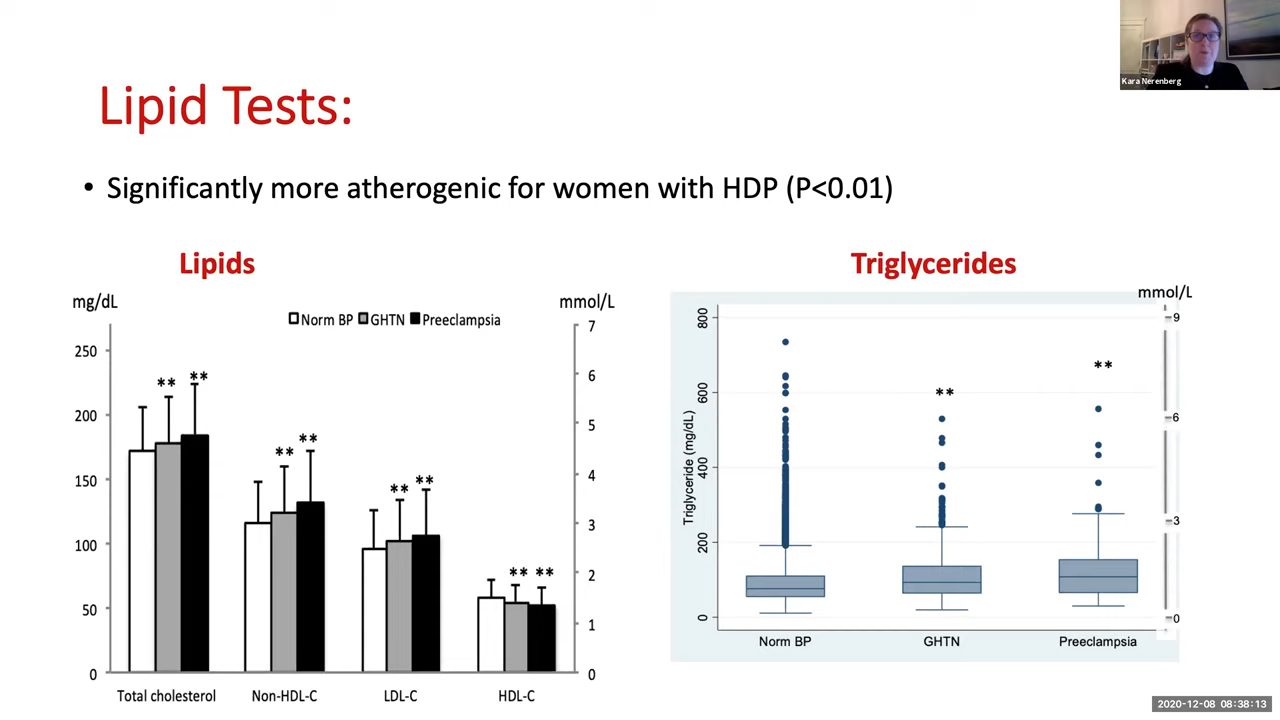 Kara Nerenberg
Lipid Tests:
• Significantly more atherogenic for women with HDP (P<0.01)
Lipids
mg/dL
mmol/L
Norm BP GHTN Preeclampsia
250
200
150
100
50
0
7
6
5
4
3
2
1
0
** **
** **
** **
** **
Total cholesterol Non-HDL-C LDL-C HDL-C
Triglycerides
mmol/L
Triglyceride (mg/dL)
800
600
400
200
0
9
6
3
0
**
**
Norm BP GHTN Preeclampsia
2020-12-08 08:38:13